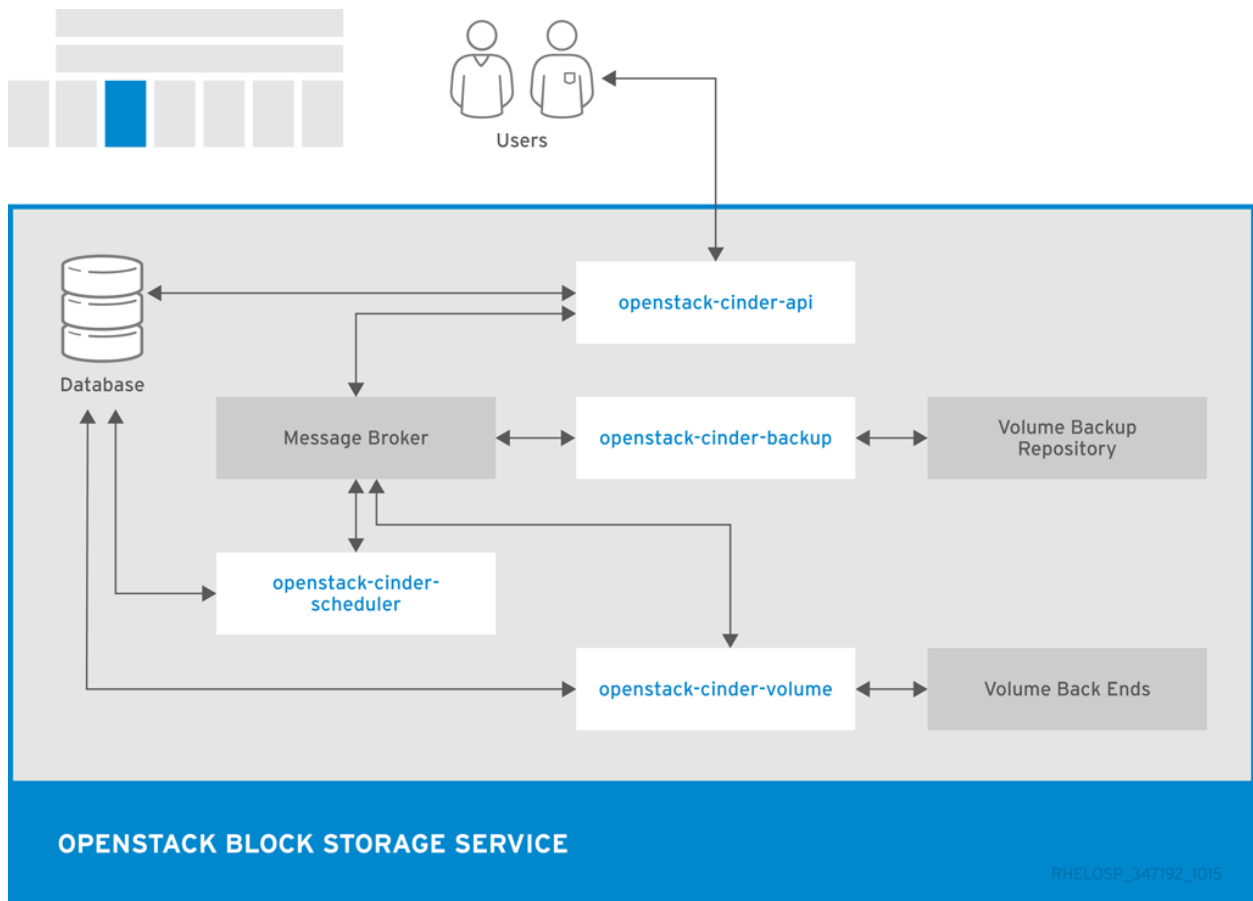 Users
openstack-cinder-api
Database
Message Broker
openstack-cinder-backup
Volume Backup
Repository
openstack-cinder-
scheduler
openstack-cinder-volume
Volume Back Ends
OPENSTACK BLOCK STORAGE SERVICE
RHELOSP_347192_1015